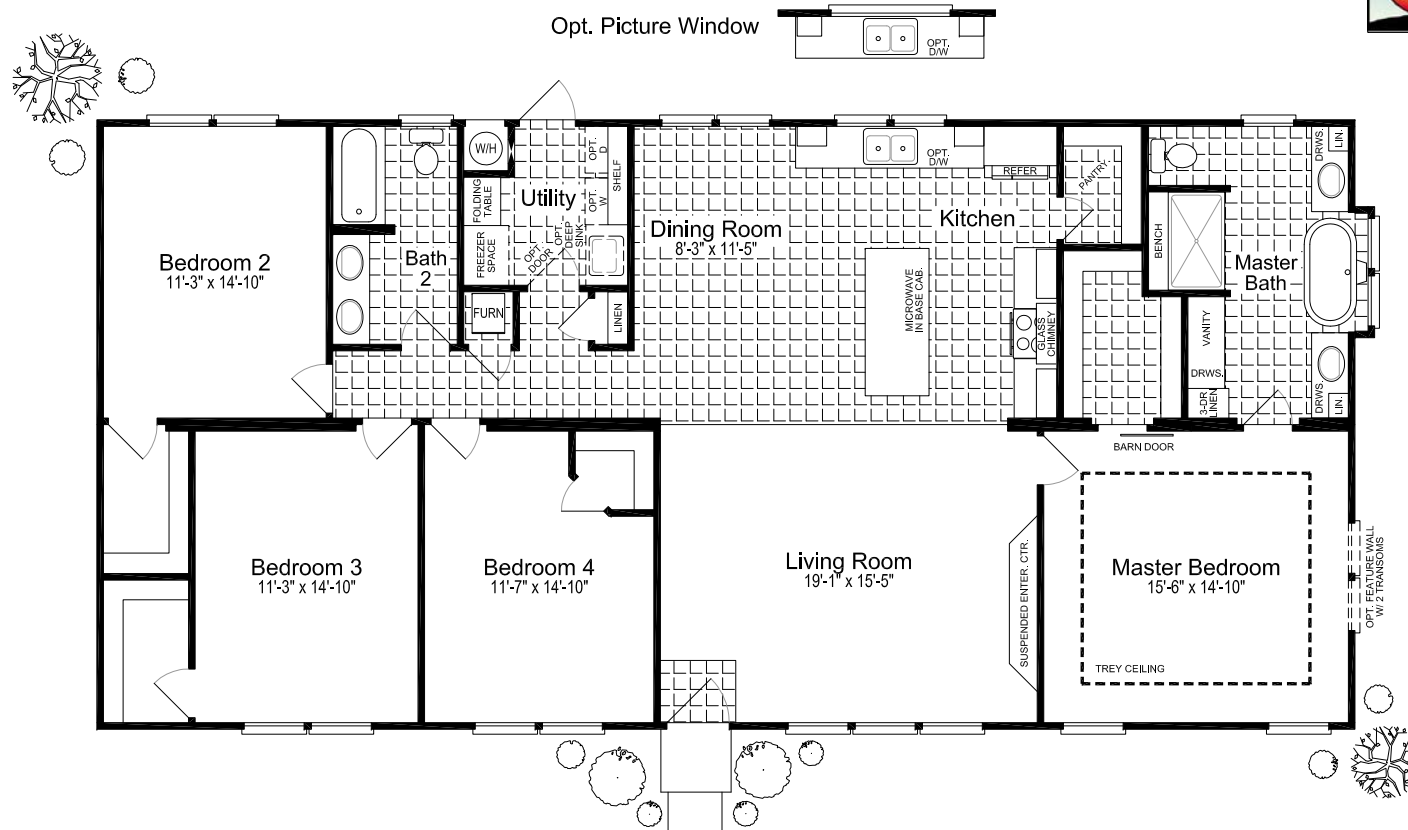 Opt. Picture Window
OPT.
D/W
W/H
FOLDING
TABLE
FREEZER
SPACE
Utility
OPT.
DOOR
OPT.
DEEP
SINK
OPT.
D
OPT.
W
SHELF
LINEN
FURN
Bath
2
Bedroom 2
11'-3" x 14'-10"
Dining Room
8'-3" x 11'-5"
OPT.
D/W
REFER
Kitchen
PANTRY
MICROWAVE
IN BASE CAB.
GLASS
CHIMNEY
BENCH
Master
Bath
DRWS.
LIN.
VANITY
DRWS.
3-DR
LINEN
DRWS.
LIN.
BARN DOOR
Bedroom 3
11'-3" x 14'-10"
Bedroom 4
11'-7" x 14'-10"
Living Room
19'-1" x 15'-5"
SUSPENDED ENTER. CTR.
Master Bedroom
15'-6" x 14'-10"
TREY CEILING
OPT. FEATURE WALL
W/ 2 TRANSOMS